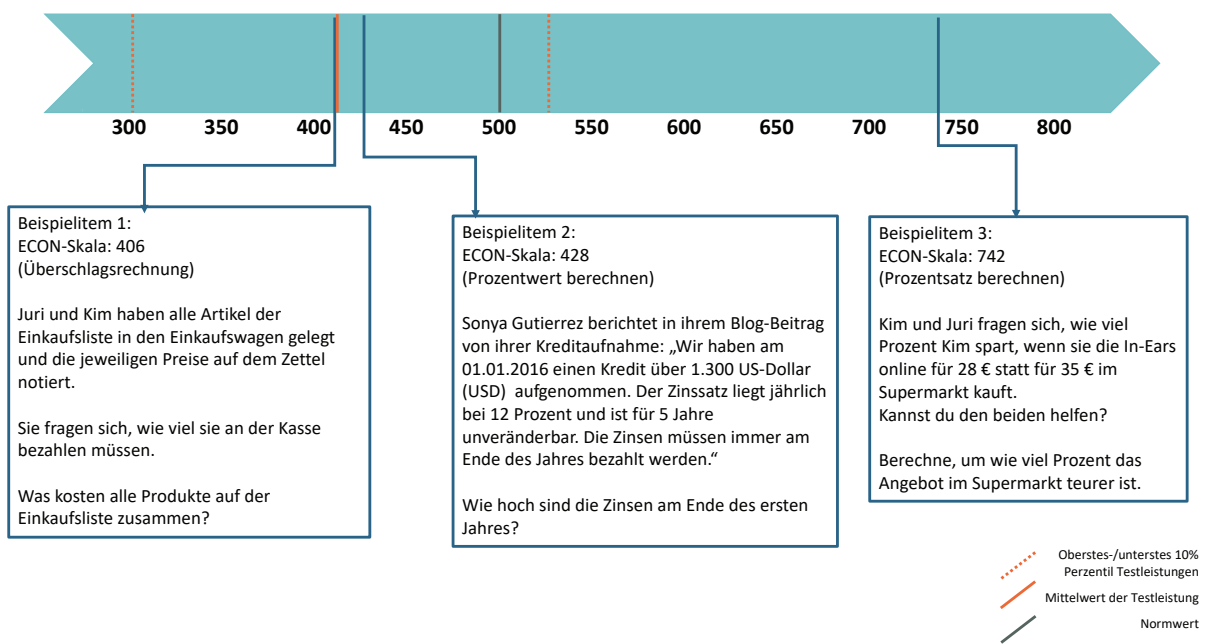 300 350 400 450 500 550 600 650 700 750 800
Beispielitem 1:
ECON-Skala: 406
(Überschlagsrechnung)
Juri und Kim haben alle Artikel der
Einkaufsliste in den Einkaufswagen gelegt
und die jeweiligen Preise auf dem Zettel
notiert.
Sie fragen sich, wie viel sie an der Kasse
bezahlen müssen.
Was kosten alle Produkte auf der
Einkaufsliste zusammen?
Beispielitem 2:
ECON-Skala: 428
(Prozentwert berechnen)
Sonya Gutierrez berichtet in ihrem Blog-Beitrag
von ihrer Kreditaufnahme: „Wir haben am
01.01.2016 einen Kredit über 1.300 US-Dollar
(USD) aufgenommen. Der Zinssatz liegt jährlich
bei 12 Prozent und ist für 5 Jahre
unveränderbar. Die Zinsen müssen immer am
Ende des Jahres bezahlt werden.“
Wie hoch sind die Zinsen am Ende des ersten
Jahres?
Beispielitem 3:
ECON-Skala: 742
(Prozentsatz berechnen)
Kim und Juri fragen sich, wie viel
Prozent Kim spart, wenn sie die In-Ears
online für 28 € statt für 35 € im
Supermarkt kauft.
Kannst du den beiden helfen?
Berechne, um wie viel Prozent das
Angebot im Supermarkt teurer ist.
Oberstes-/unterstes 10%
Perzentil Testleistungen
Mittelwert der Testleistung
Normwert